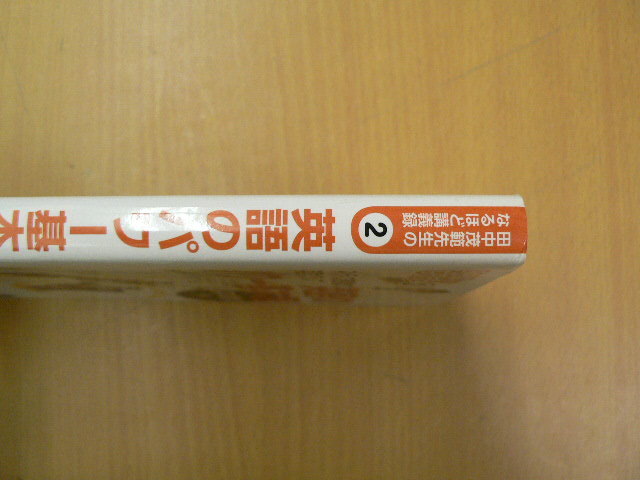 田中茂範先生の
なるほど講義録
2
英語のパワー基本